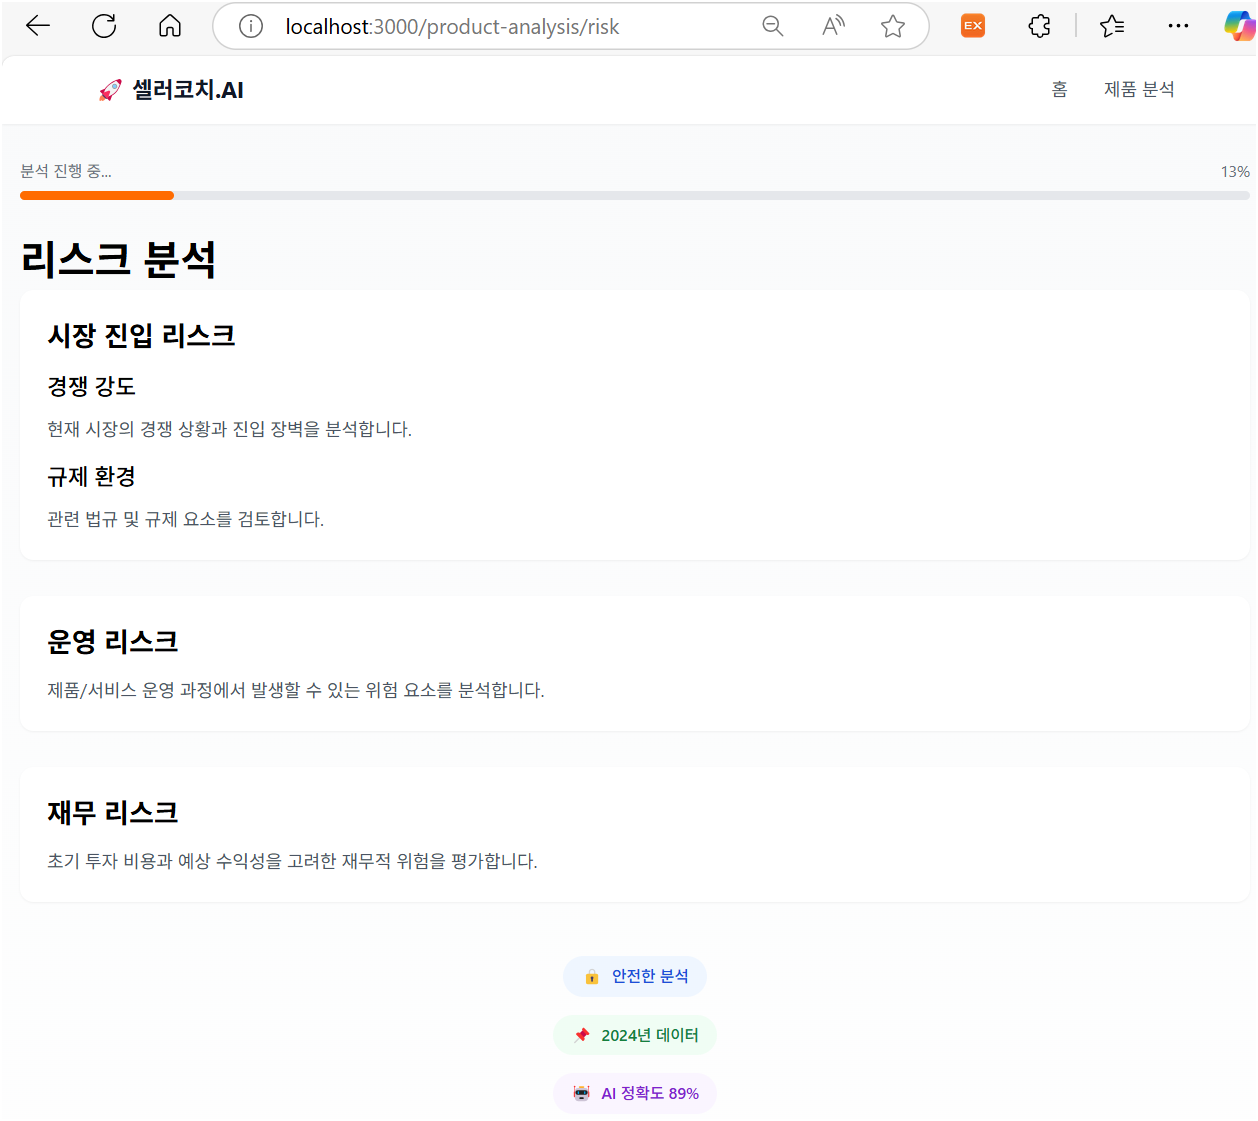 localhost:3000/product-analysis/risk
EX
셀러코치.AI
홈 제품 분석
분석 진행 중... 13%
리스크 분석
시장 진입 리스크
경쟁 강도
현재 시장의 경쟁 상황과 진입 장벽을 분석합니다.
규제 환경
관련 법규 및 규제 요소를 검토합니다.
운영 리스크
제품/서비스 운영 과정에서 발생할 수 있는 위험 요소를 분석합니다.
재무 리스크
초기 투자 비용과 예상 수익성을 고려한 재무적 위험을 평가합니다.
안전한 분석
2024년 데이터
AI 정확도 89%